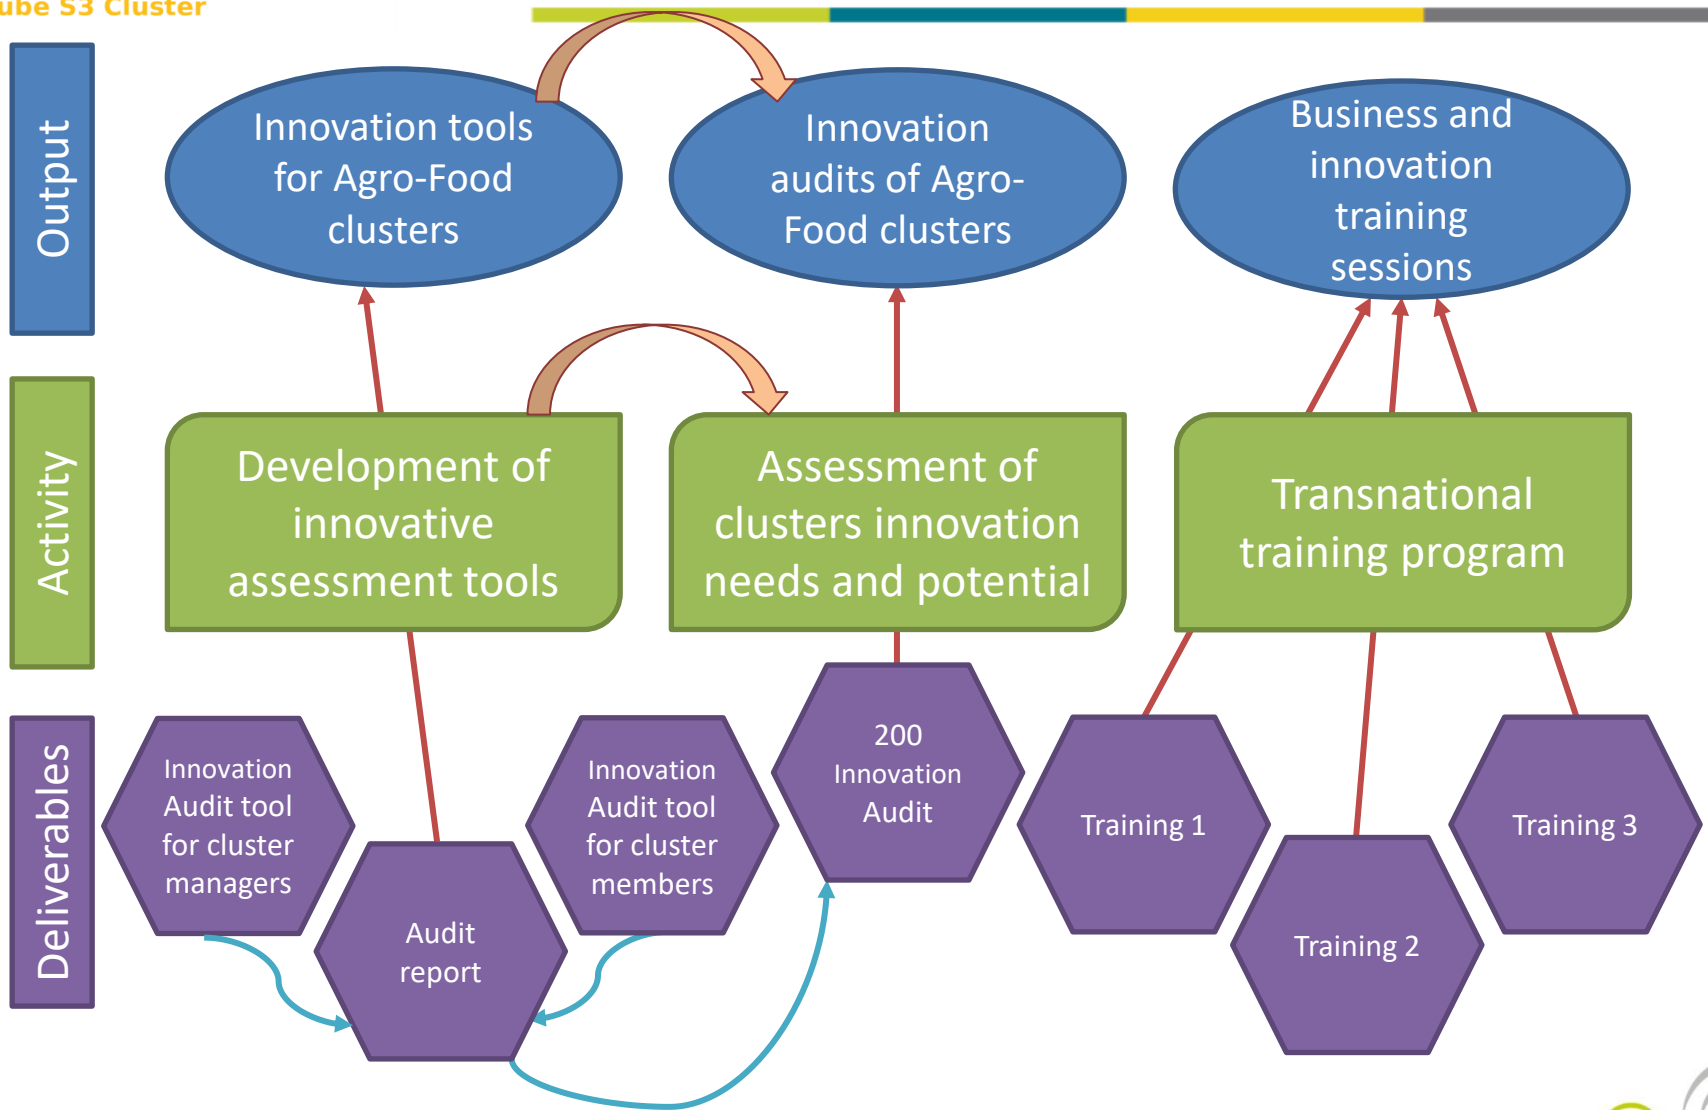 ube S3 Cluster
Output
Innovation tools
for Agro-Food
clusters
Innovation
audits of Agro-
Food clusters
Business and
innovation
training
sessions
Activity
Development of
innovative
assessment tools
Assessment of
clusters innovation
needs and potential
Transnational
training program
Deliverables
Innovation
Audit tool
for cluster
managers
Audit
report
Innovation
Audit tool
for cluster
members
200
Innovation
Audit
Training 1
Training 2
Training 3